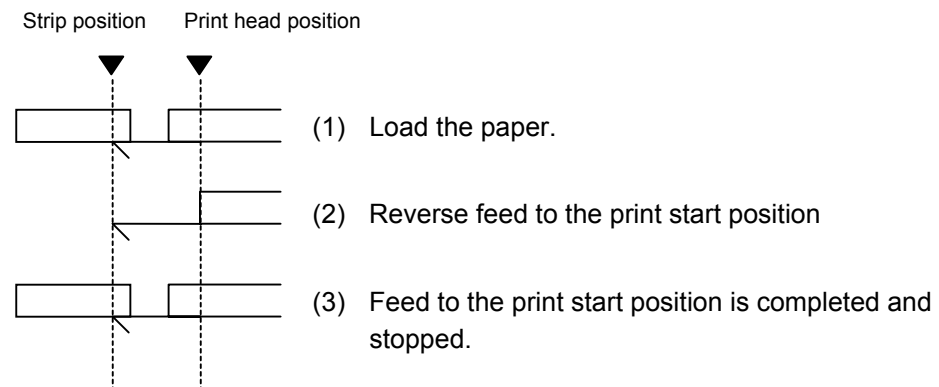 Strip position Print head position
(1) Load the paper.
(2) Reverse feed to the print start position
(3) Feed to the print start position is completed and
stopped.